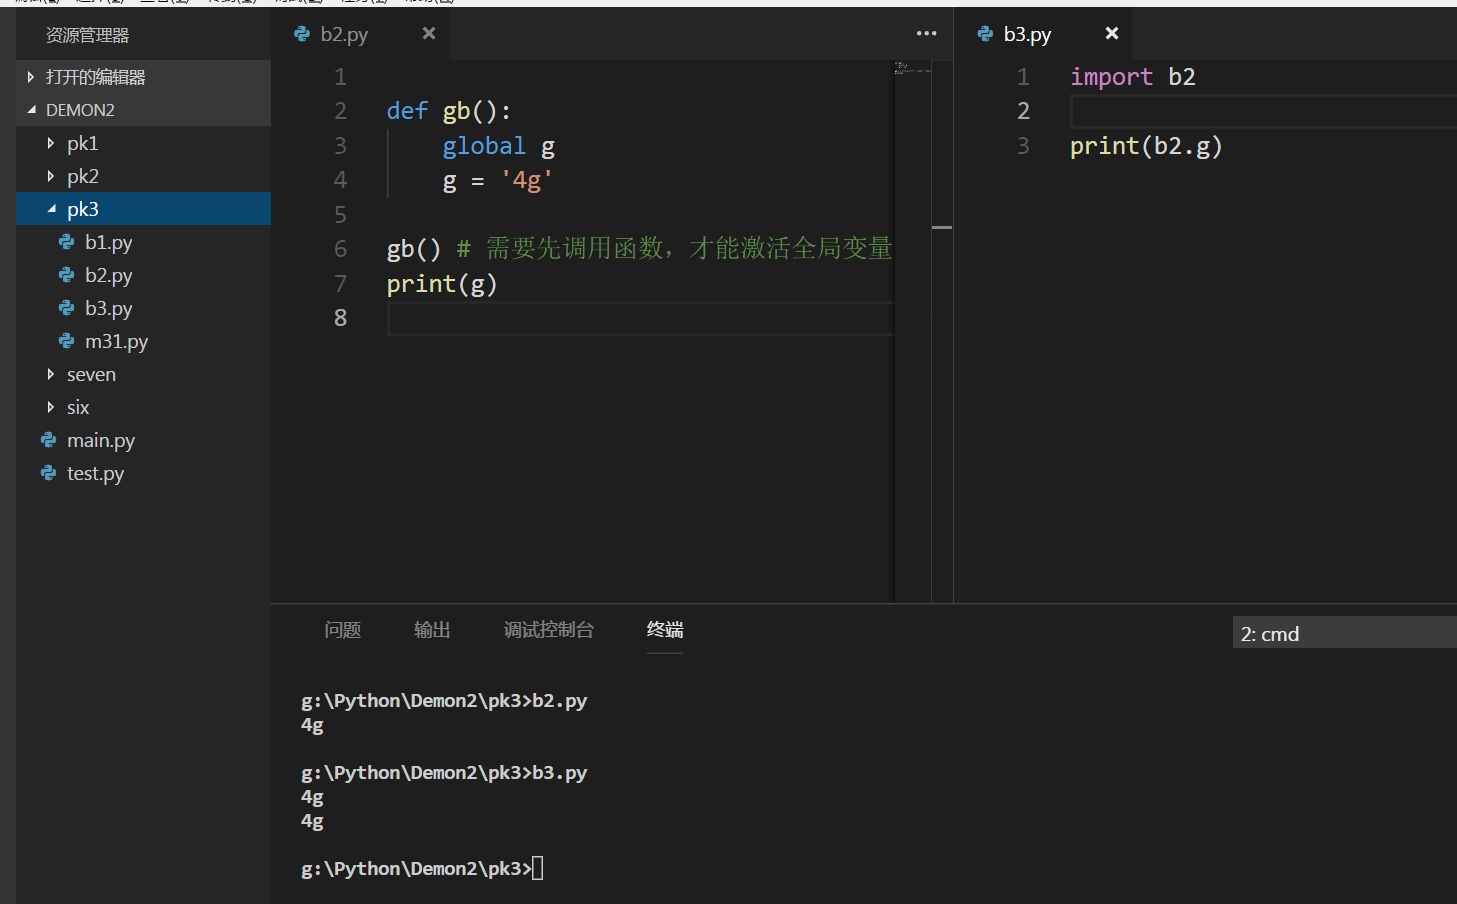 资源管理器
打开的编辑器
DEMON2
pk1
pk2
pk3
b1.py
b2.py
b3.py
m31.py
seven
six
main.py
test.py
b2.py
1
2 def gb():
3 global g
4 g = '4g'
5
6 gb() # 需要先调用函数，才能激活全局变量
7 print(g)
8
b3.py
1 import b2
2
3 print(b2.g)
问题 输出 调试控制台 终端
2: cmd
g:\Python\Demon2\pk3>b2.py
4g
g:\Python\Demon2\pk3>b3.py
4g
4g
g:\Python\Demon2\pk3>